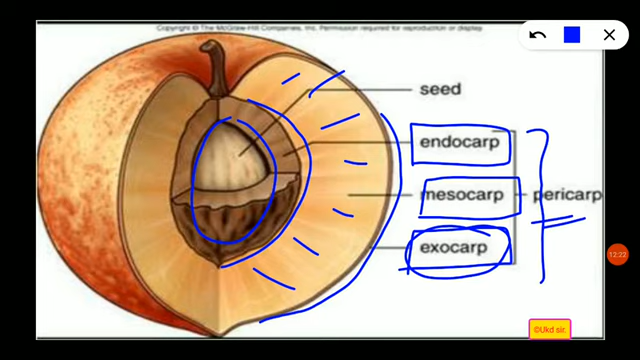 Copyright © The McGraw-Hill Companies, Inc. Permission required for reproduction or display.
seed
endocarp
mesocarp
pericarp
exocarp
12:22
©Ukd sir.